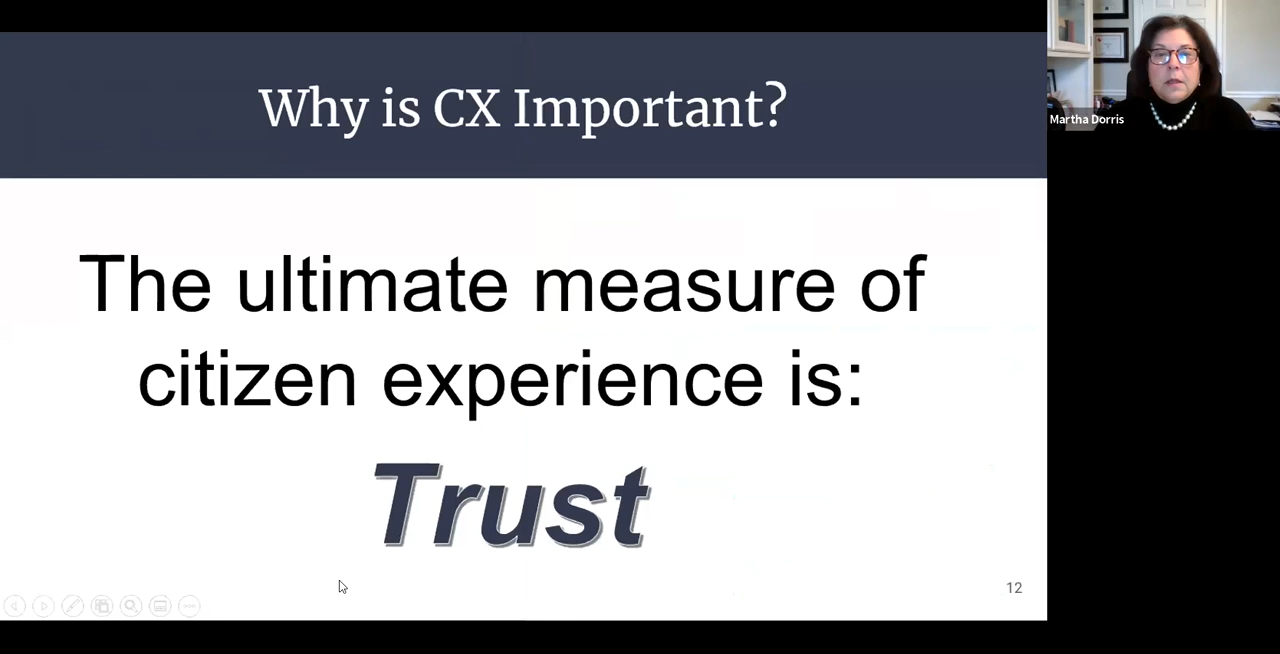 Why is CX Important?
The ultimate measure of
citizen experience is:
Trust
12
Martha Dorris